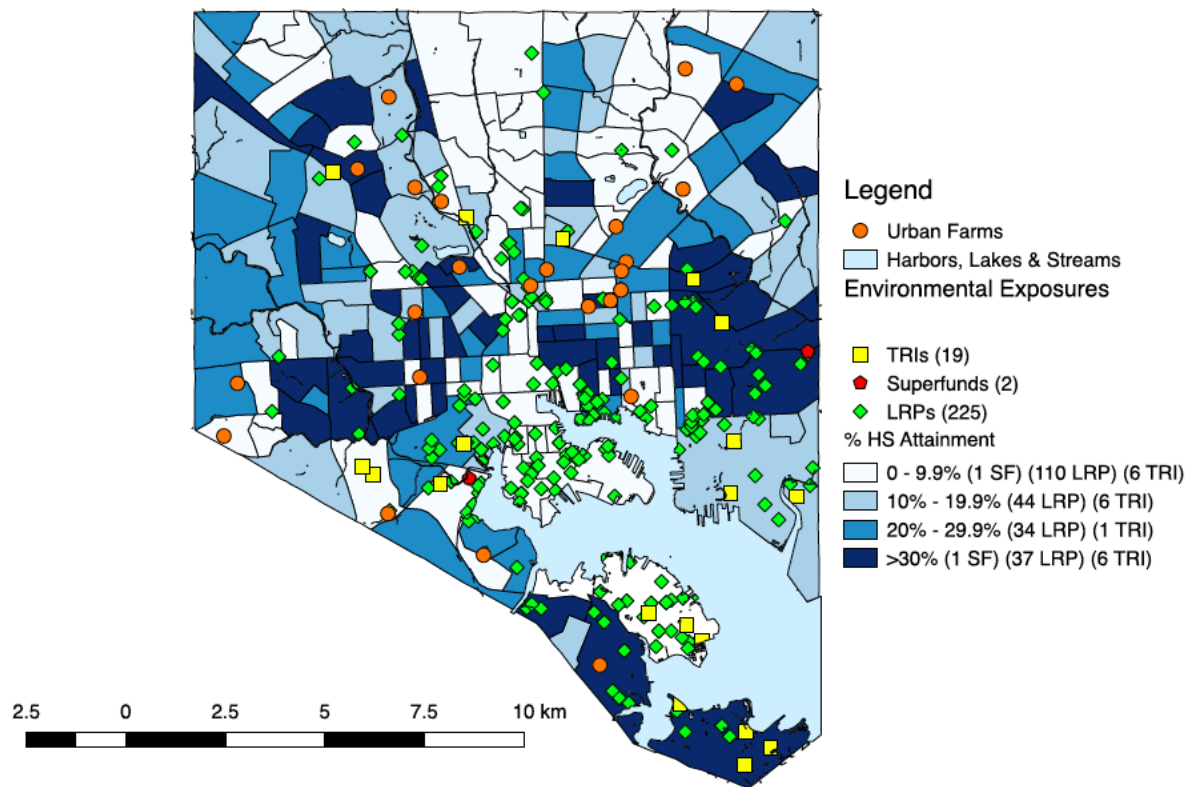 Legend
Urban Farms
Harbors, Lakes & Streams
Environmental Exposures
TRIs (19)
Superfunds (2)
LRPs (225)
% HS Attainment
0 - 9.9% (1 SF) (110 LRP) (6 TRI)
10% - 19.9% (44 LRP) (6 TRI)
20% - 29.9% (34 LRP) (1 TRI)
>30% (1 SF) (37 LRP) (6 TRI)
2.5 0 2.5 5 7.5 10 km